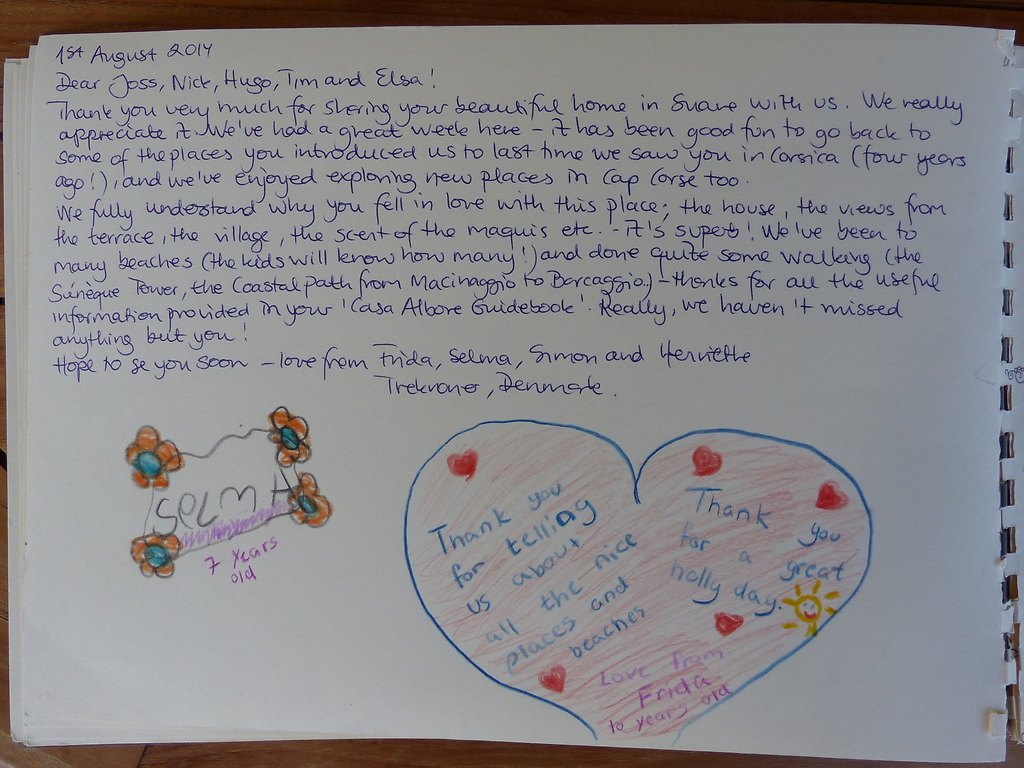 1st August 2014
Dear Joss, Nick, Hugo, Tim and Elsa!
Thank you very much for sharing your beautiful home in Suare with us. We really
appreciate it. We've had a great week here - it has been good fun to go back to
some of the places you introduced us to last time we saw you in Corsica (four years
ago!), and we've enjoyed exploring new places in Cap Corse too.
We fully understand why you fell in love with this place; the house, the views from
the terrace, the village, the scent of the maquis etc. - it's superb! We've been to
many beaches (the kids will know how many!) and done quite some walking (the
Sénèque Tower, the Coastal path from Macinaggio to Barcaggio) - thanks for all the useful
information provided in your 'Casa Albore Guidebook'. Really, we haven't missed
anything but you!
Hope to se you soon - love from Frida, Selma, Simon and Henriette
Trekroner, Denmark.
SELMA
7 years
old
Thank you
for telling
us about
all the nice
places and
beaches
Thank you
for a great
holly day.
Love from
Frida
10 years old